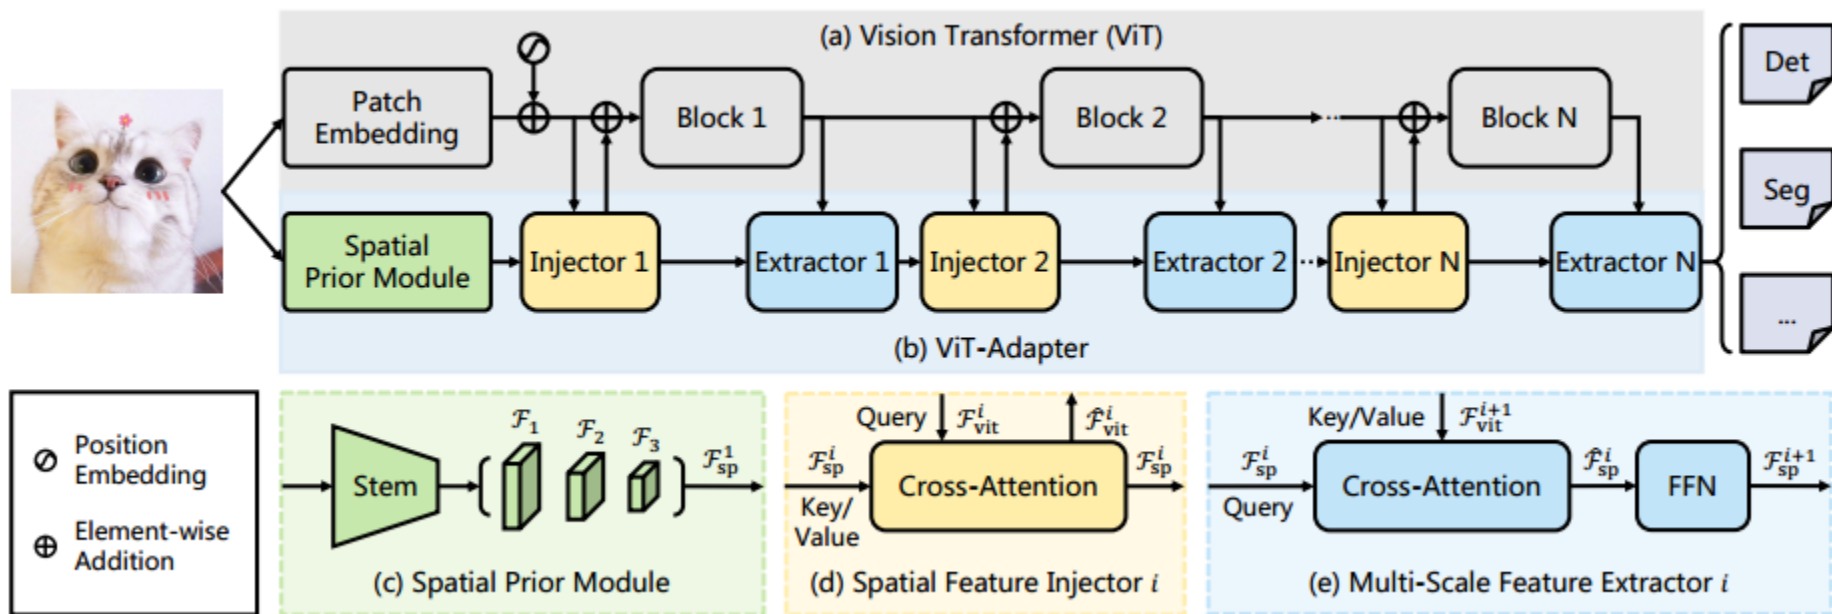 (a) Vision Transformer (ViT)
Patch
Embedding
Block 1
Block 2
...
Block N
Det
Seg
...
Spatial
Prior Module
Injector 1
Extractor 1
Injector 2
Extractor 2
...
Injector N
Extractor N
(b) ViT-Adapter
Position
Embedding
Element-wise
Addition
Stem
ℱ₁
ℱ₂
ℱ₃
ℱ¹sp
(c) Spatial Prior Module
Query
ℱⁱvit
ℱ̂ⁱvit
ℱⁱsp
Cross-Attention
ℱⁱsp
Key/
Value
(d) Spatial Feature Injector i
Key/Value
ℱⁱ⁺¹vit
ℱⁱsp
Query
Cross-Attention
ℱ̂ⁱsp
FFN
ℱⁱ⁺¹sp
(e) Multi-Scale Feature Extractor i